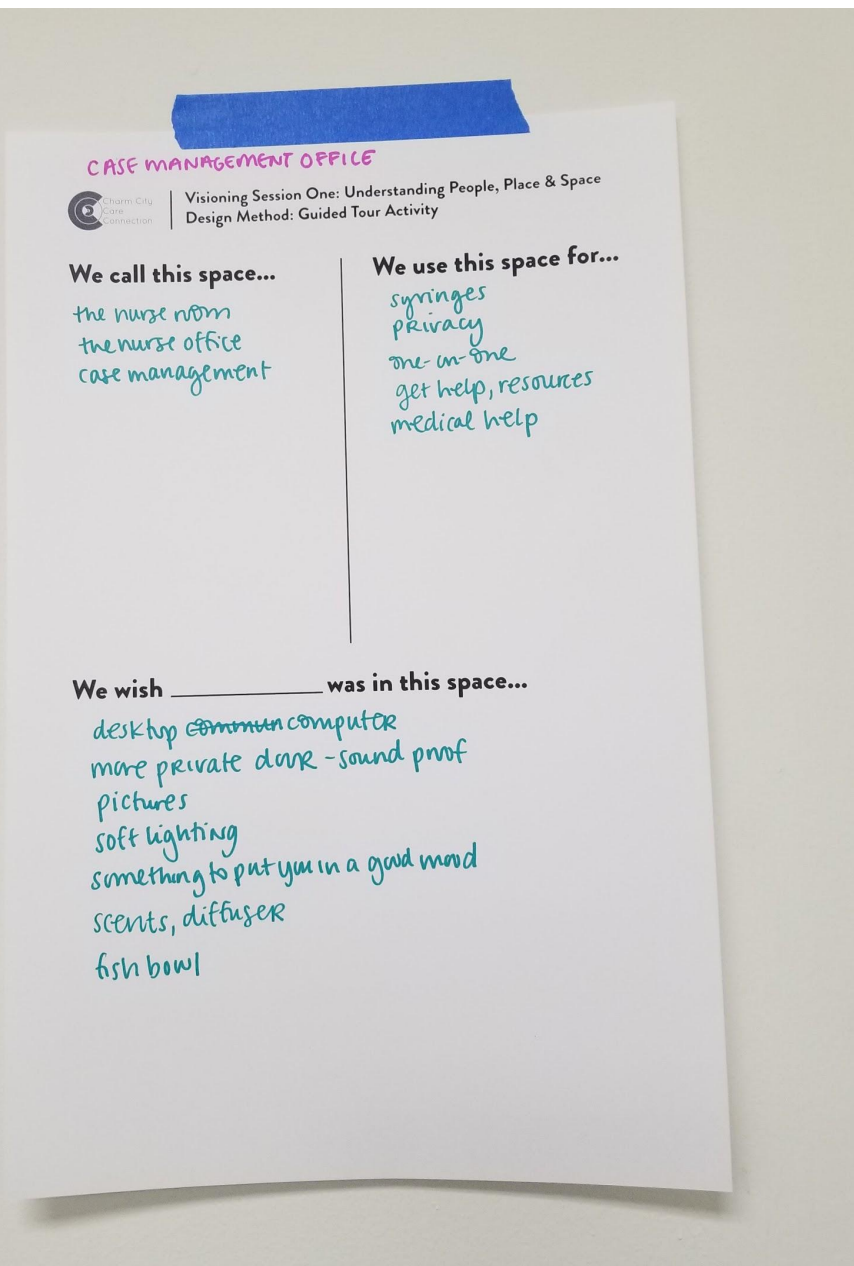 CASE MANAGEMENT OFFICE
Charm City
Care
Connection
Visioning Session One: Understanding People, Place & Space
Design Method: Guided Tour Activity
We call this space...
the nurse room
the nurse office
case management
We use this space for...
syringes
privacy
one-on-one
get help, resources
medical help
We wish ____________ was in this space...
desktop commun computer
more private door - sound proof
pictures
soft lighting
something to put you in a good mood
scents, diffuser
fish bowl